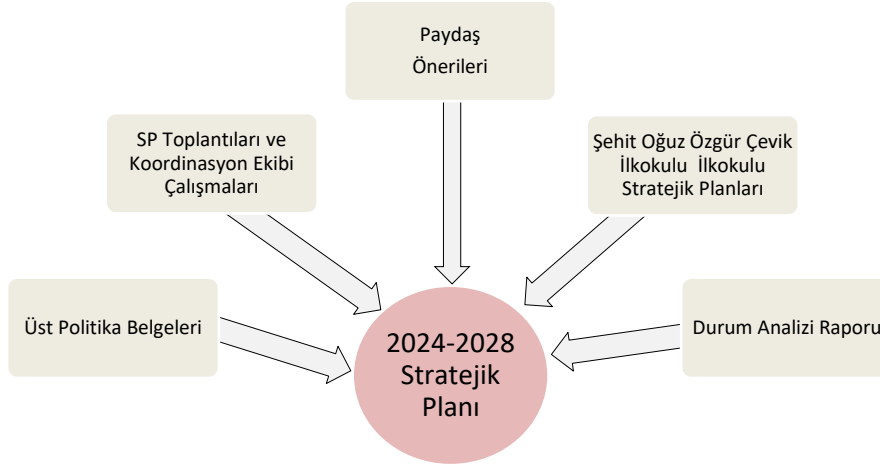 Paydaş
Önerileri
SP Toplantıları ve
Koordinasyon Ekibi
Çalışmaları
Şehit Oğuz Özgür Çevik
İlkokulu İlkokulu
Stratejik Planları
Üst Politika Belgeleri
2024-2028
Stratejik
Planı
Durum Analizi Raporu